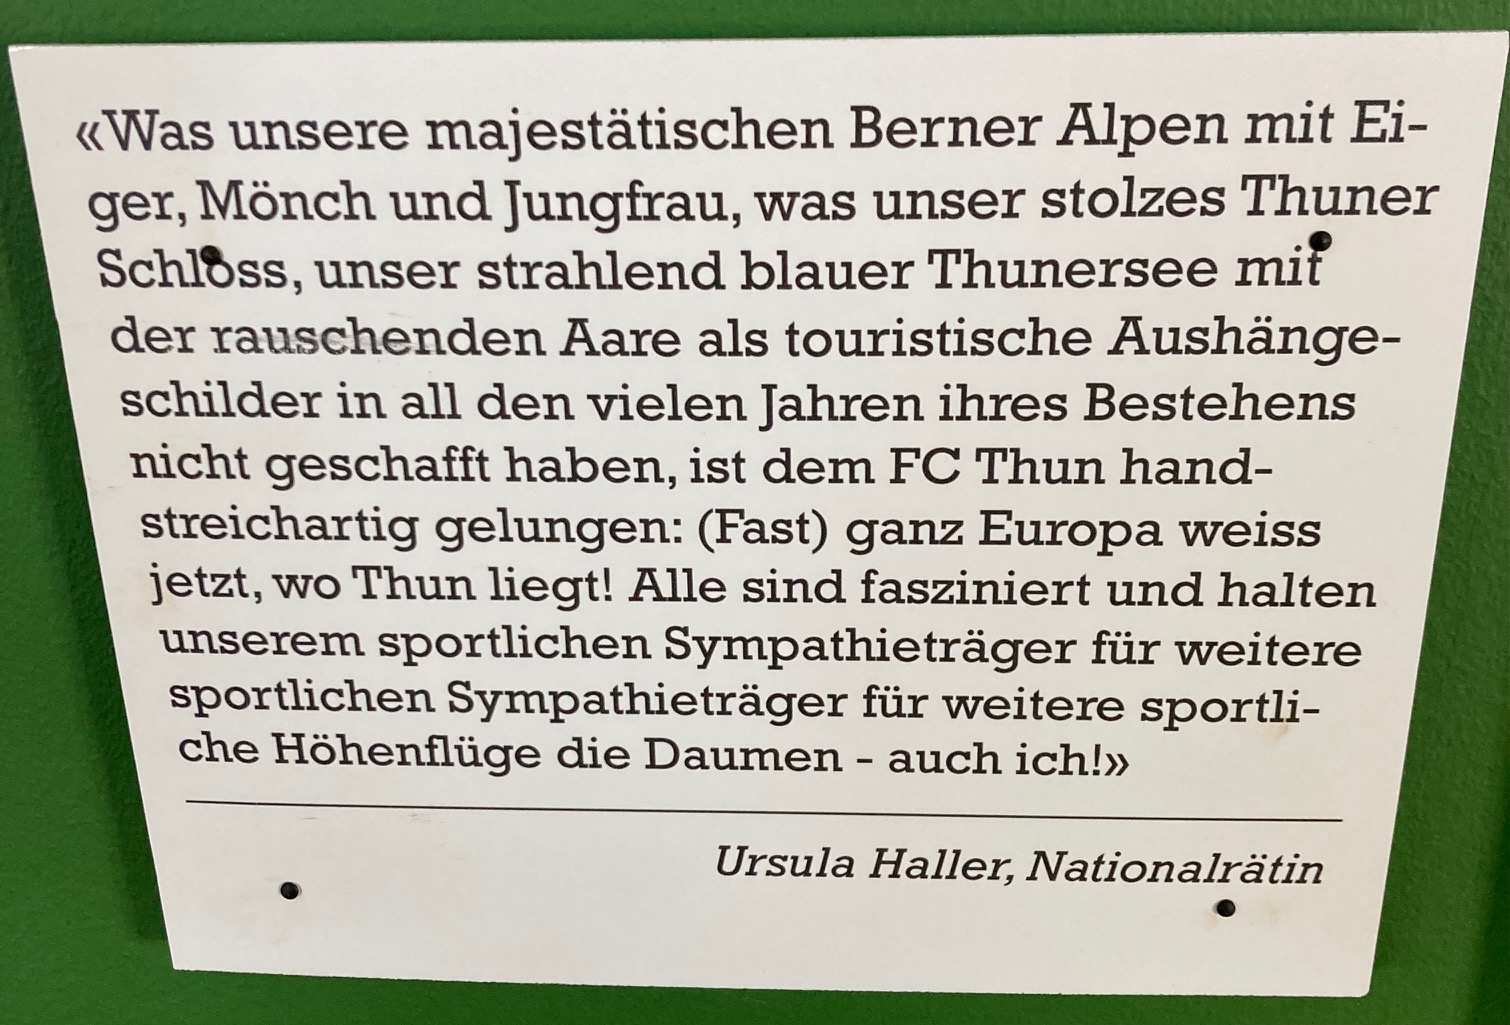 «Was unsere majestätischen Berner Alpen mit Ei-
ger, Mönch und Jungfrau, was unser stolzes Thuner
Schloss, unser strahlend blauer Thunersee mit
der rauschenden Aare als touristische Aushänge-
schilder in all den vielen Jahren ihres Bestehens
nicht geschafft haben, ist dem FC Thun hand-
streichartig gelungen: (Fast) ganz Europa weiss
jetzt, wo Thun liegt! Alle sind fasziniert und halten
unserem sportlichen Sympathieträger für weitere
sportlichen Sympathieträger für weitere sportli-
che Höhenflüge die Daumen - auch ich!»
Ursula Haller, Nationalrätin